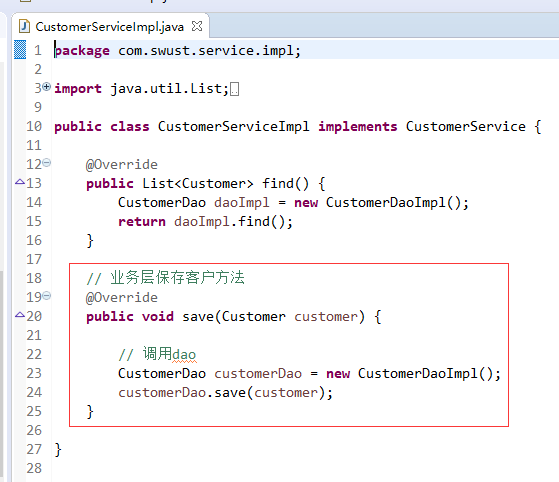 CustomerServiceImpl.java
1 package com.swust.service.impl;
2
3 import java.util.List;
9
10 public class CustomerServiceImpl implements CustomerService {
11
12 @Override
13 public List<Customer> find() {
14 CustomerDao daoImpl = new CustomerDaoImpl();
15 return daoImpl.find();
16 }
17
18 // 业务层保存客户方法
19 @Override
20 public void save(Customer customer) {
21
22 // 调用dao
23 CustomerDao customerDao = new CustomerDaoImpl();
24 customerDao.save(customer);
25 }
26
27 }
28